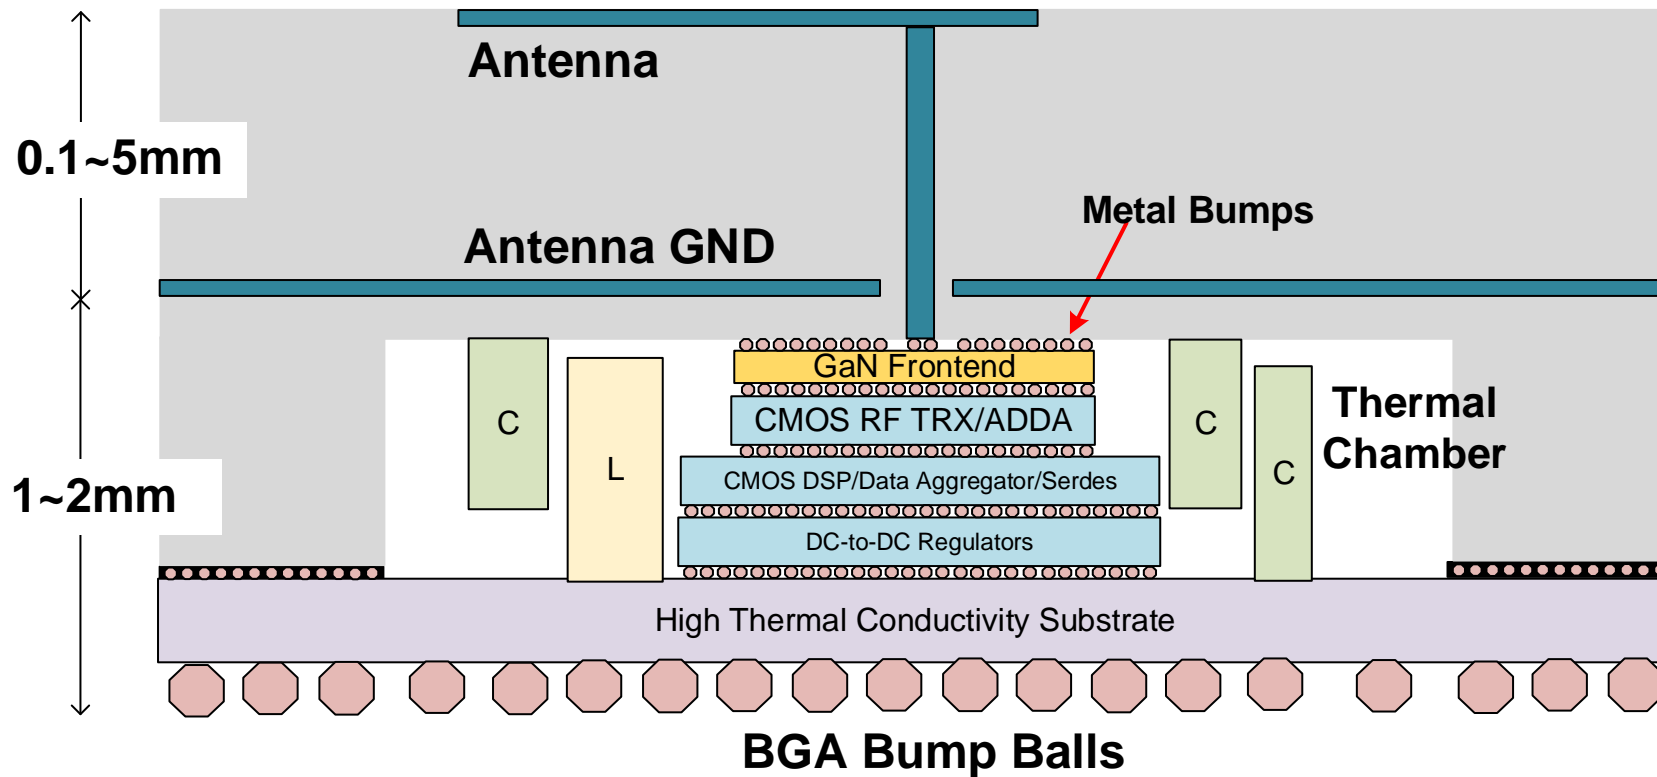 Antenna
0.1~5mm
Metal Bumps
Antenna GND
GaN Frontend
C
L
CMOS RF TRX/ADDA
C
C
Thermal
Chamber
1~2mm
CMOS DSP/Data Aggregator/Serdes
DC-to-DC Regulators
High Thermal Conductivity Substrate
BGA Bump Balls